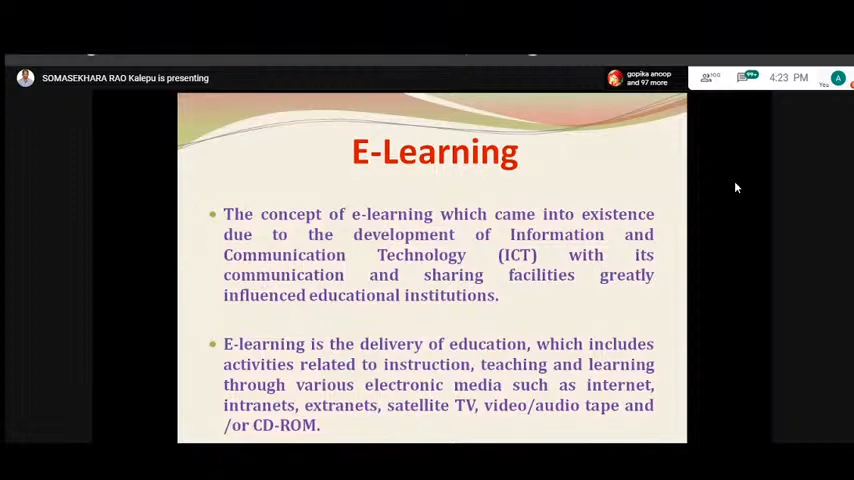 SOMASEKHARA RAO Kalepu is presenting
gopika anoop
and 97 more
100
99+
4:23 PM
You
A
E-Learning
• The concept of e-learning which came into existence
due to the development of Information and
Communication Technology (ICT) with its
communication and sharing facilities greatly
influenced educational institutions.
• E-learning is the delivery of education, which includes
activities related to instruction, teaching and learning
through various electronic media such as internet,
intranets, extranets, satellite TV, video/audio tape and
/or CD-ROM.